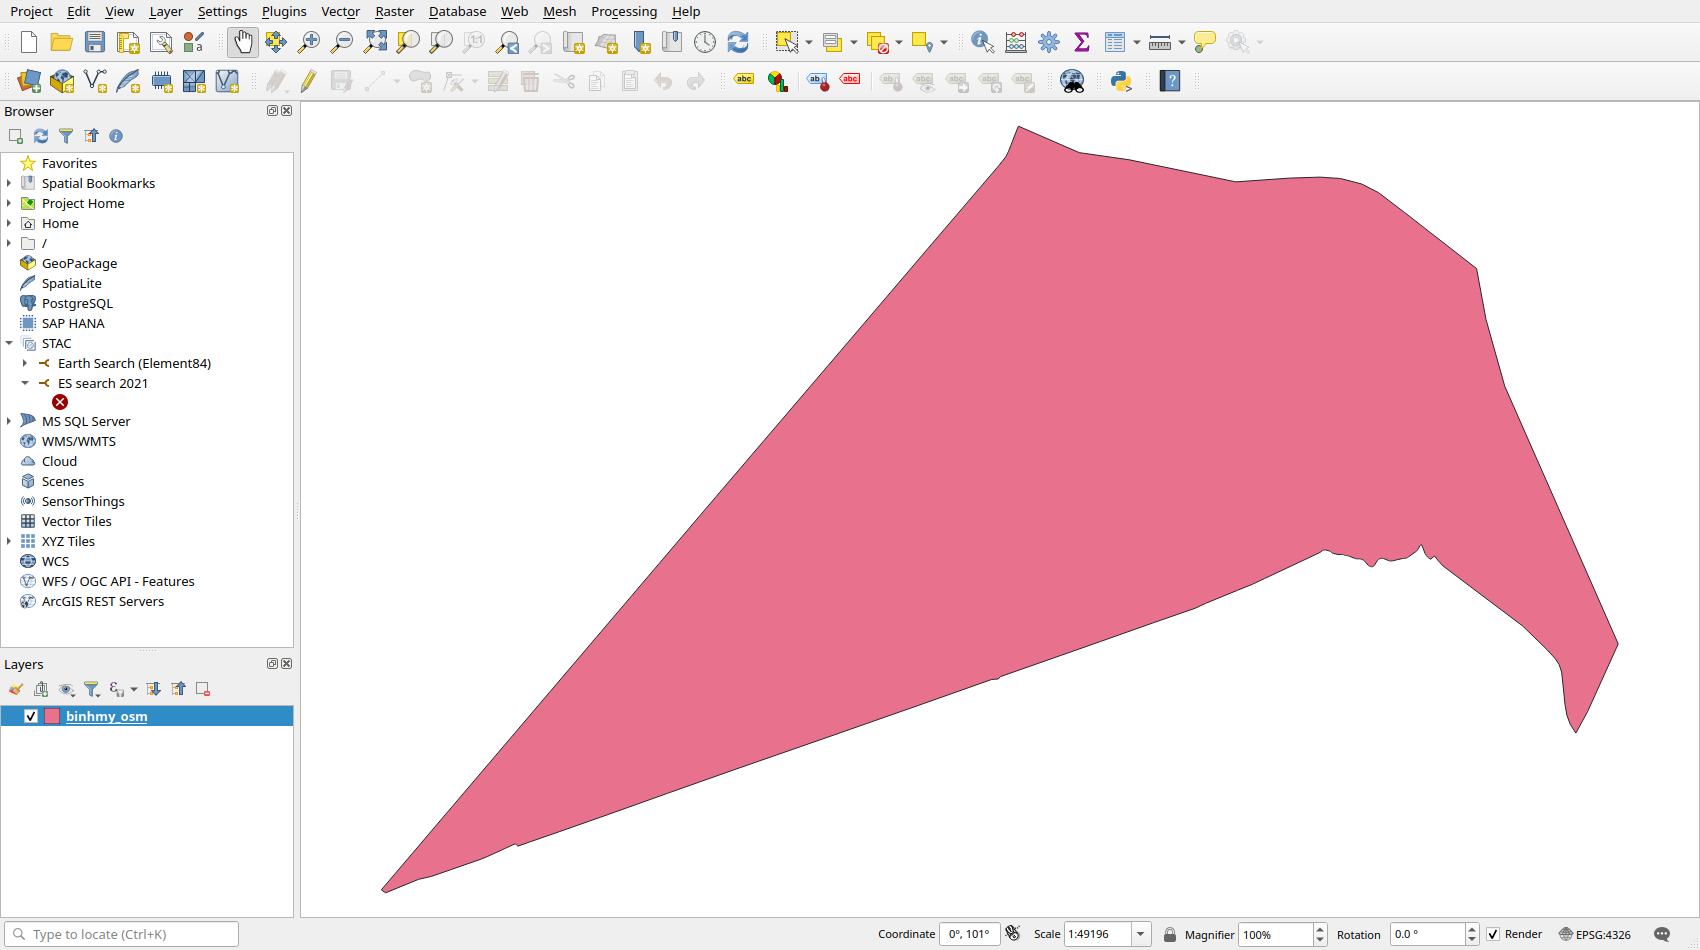 Project Edit View Layer Settings Plugins Vector Raster Database Web Mesh Processing Help
Browser
Favorites
Spatial Bookmarks
Project Home
Home
/
GeoPackage
SpatiaLite
PostgreSQL
SAP HANA
STAC
Earth Search (Element84)
ES search 2021
MS SQL Server
WMS/WMTS
Cloud
Scenes
SensorThings
Vector Tiles
XYZ Tiles
WCS
WFS / OGC API - Features
ArcGIS REST Servers
Layers
binhmy_osm
Type to locate (Ctrl+K) Coordinate 0°, 101° Scale 1:49196 Magnifier 100% Rotation 0.0 ° Render EPSG:4326